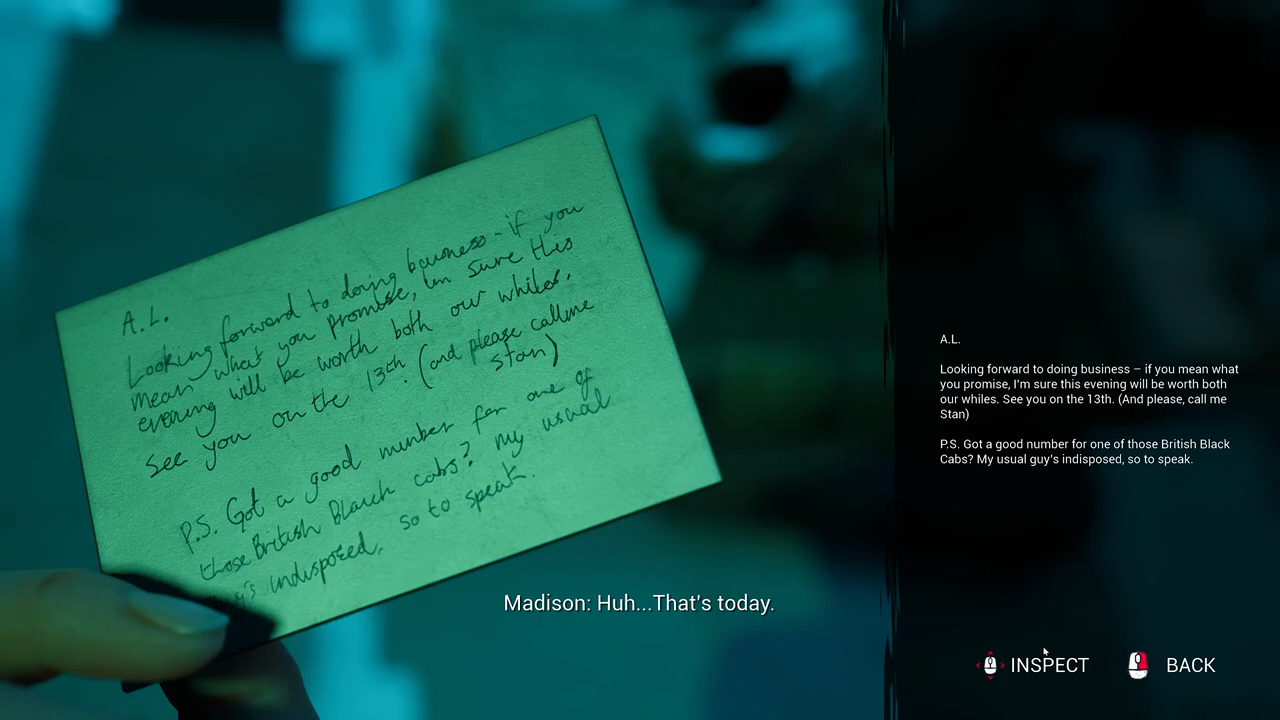 A.L.
Looking forward to doing business - if you
mean what you promise, im sure this
evening will be worth both our whiles.
See you on the 13th. (and please call me
Stan)
P.S. Got a good number for one of
those British Black cabs? My usual
guy's indisposed, so to speak.
Madison: Huh...That's today.
A.L.
Looking forward to doing business – if you mean what
you promise, I'm sure this evening will be worth both
our whiles. See you on the 13th. (And please, call me
Stan)
P.S. Got a good number for one of those British Black
Cabs? My usual guy's indisposed, so to speak.
INSPECT
BACK